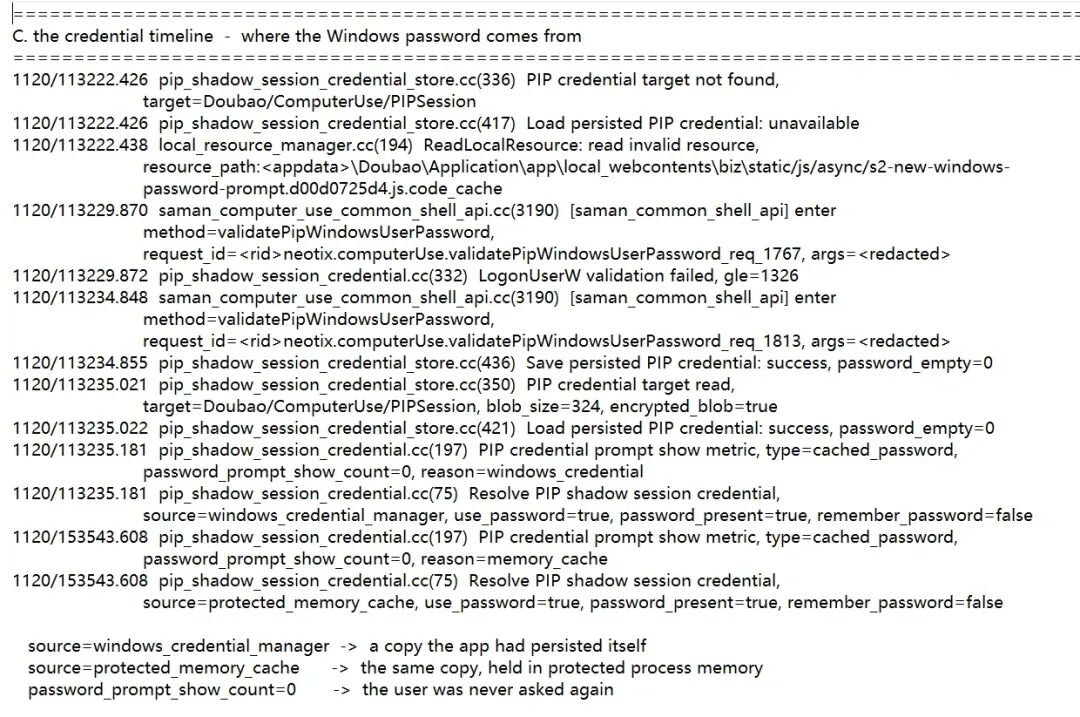 ================================================================================
C. the credential timeline - where the Windows password comes from
================================================================================
1120/113222.426 pip_shadow_session_credential_store.cc(336) PIP credential target not found,
target=Doubao/ComputerUse/PIPSession
1120/113222.426 pip_shadow_session_credential_store.cc(417) Load persisted PIP credential: unavailable
1120/113222.438 local_resource_manager.cc(194) ReadLocalResource: read invalid resource,
resource_path:<appdata>\Doubao\Application\app\local_webcontents\biz\static/js/async/s2-new-windows-
password-prompt.d00d0725d4.js.code_cache
1120/113229.870 saman_computer_use_common_shell_api.cc(3190) [saman_common_shell_api] enter
method=validatePipWindowsUserPassword,
request_id=<rid>neotix.computerUse.validatePipWindowsUserPassword_req_1767, args=<redacted>
1120/113229.872 pip_shadow_session_credential.cc(332) LogonUserW validation failed, gle=1326
1120/113234.848 saman_computer_use_common_shell_api.cc(3190) [saman_common_shell_api] enter
method=validatePipWindowsUserPassword,
request_id=<rid>neotix.computerUse.validatePipWindowsUserPassword_req_1813, args=<redacted>
1120/113234.855 pip_shadow_session_credential_store.cc(436) Save persisted PIP credential: success, password_empty=0
1120/113235.021 pip_shadow_session_credential_store.cc(350) PIP credential target read,
target=Doubao/ComputerUse/PIPSession, blob_size=324, encrypted_blob=true
1120/113235.022 pip_shadow_session_credential_store.cc(421) Load persisted PIP credential: success, password_empty=0
1120/113235.181 pip_shadow_session_credential.cc(197) PIP credential prompt show metric, type=cached_password,
password_prompt_show_count=0, reason=windows_credential
1120/113235.181 pip_shadow_session_credential.cc(75) Resolve PIP shadow session credential,
source=windows_credential_manager, use_password=true, password_present=true, remember_password=false
1120/153543.608 pip_shadow_session_credential.cc(197) PIP credential prompt show metric, type=cached_password,
password_prompt_show_count=0, reason=memory_cache
1120/153543.608 pip_shadow_session_credential.cc(75) Resolve PIP shadow session credential,
source=protected_memory_cache, use_password=true, password_present=true, remember_password=false
source=windows_credential_manager -> a copy the app had persisted itself
source=protected_memory_cache -> the same copy, held in protected process memory
password_prompt_show_count=0 -> the user was never asked again